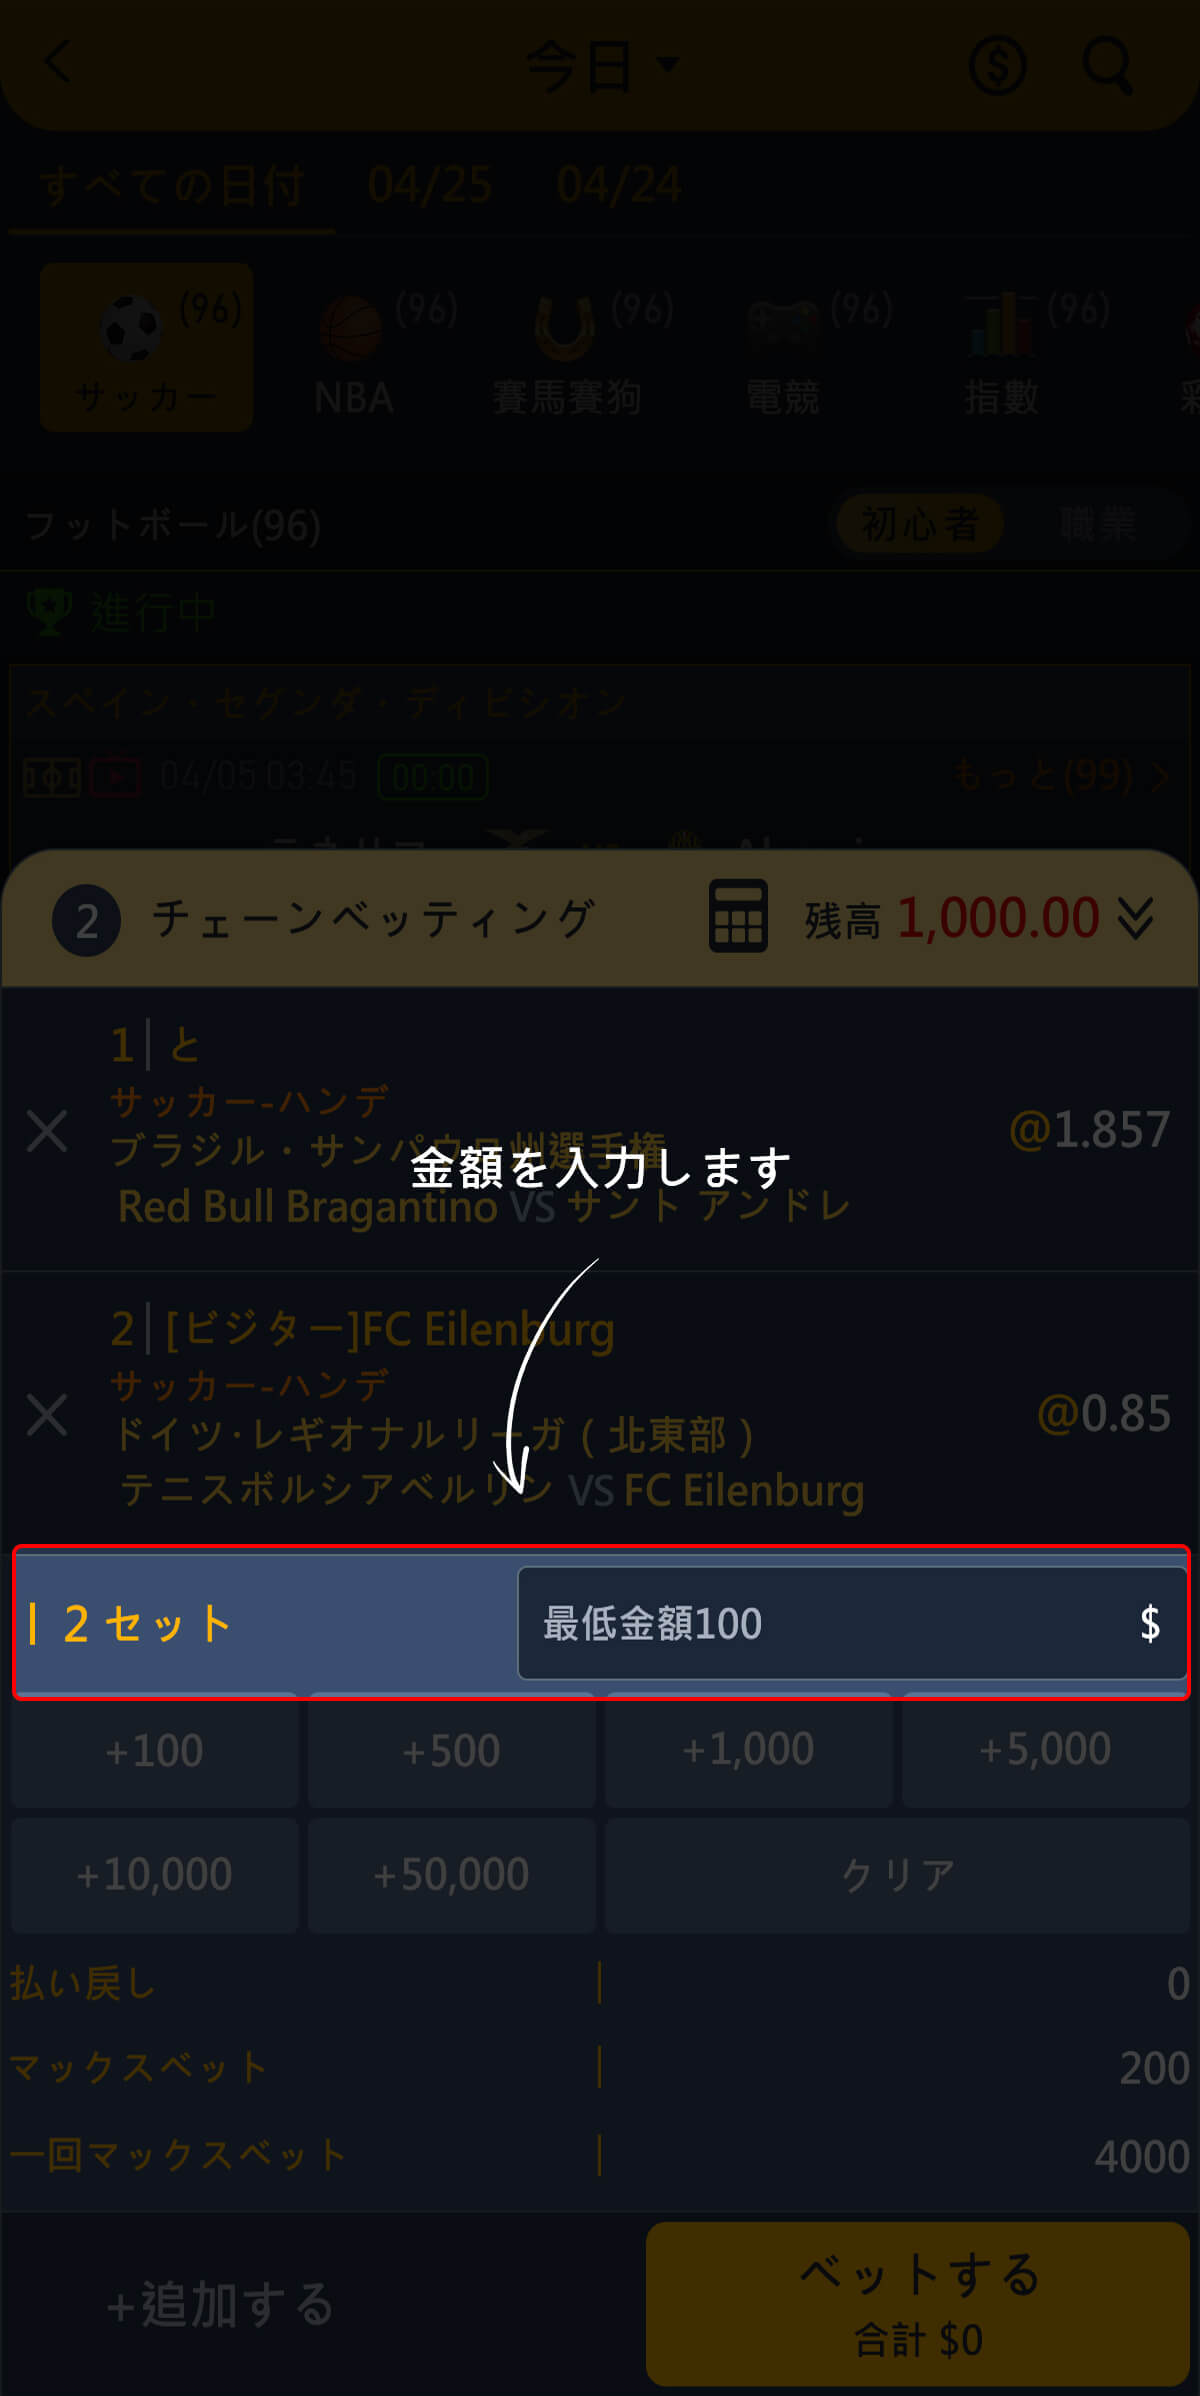 今日
すべての日付 04/25 04/24
(96) (96) (96) (96) (96)
サッカー NBA 賽馬賽狗 電競 指數
フットボール(96) 初心者 職業
進行中
スペイン・セグンダ・ディビシオン
04/05 03:45 00:00 もっと(99)
2 チェーンベッティング 残高 1,000.00
1 と
サッカー-ハンデ
ブラジル・サンパウロ州選手権 @1.857
Red Bull Bragantino VS サント アンドレ
金額を入力します
2 [ビジター]FC Eilenburg
サッカー-ハンデ
ドイツ・レギオナルリーガ ( 北東部 ) @0.85
テニスボルシアベルリン VS FC Eilenburg
2 セット 最低金額100 $
+100 +500 +1,000 +5,000
+10,000 +50,000 クリア
払い戻し 0
マックスベット 200
一回マックスベット 4000
+追加する ベットする
合計 $0